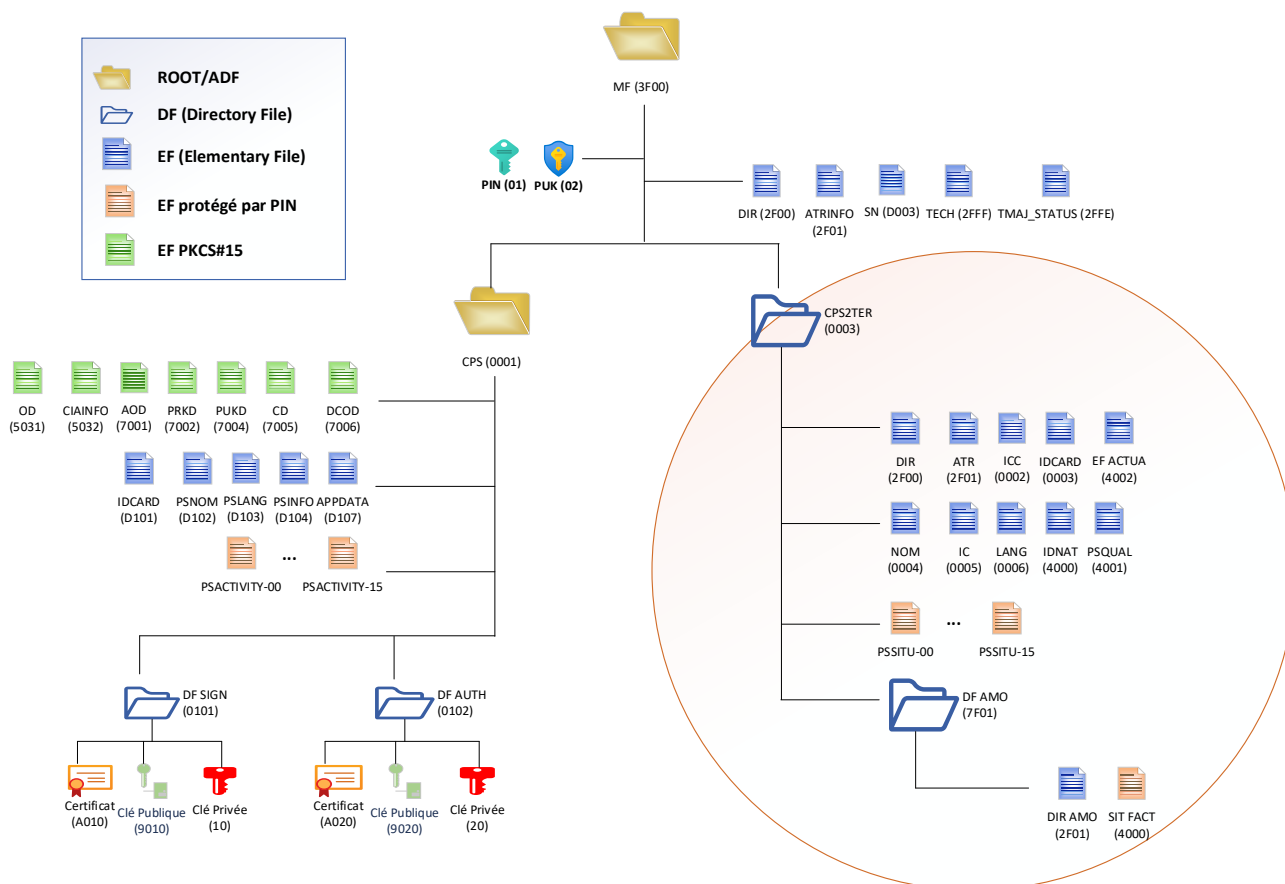 ROOT/ADF
DF (Directory File)
EF (Elementary File)
EF protégé par PIN
EF PKCS#15
MF (3F00)
PIN (01)
PUK (02)
DIR (2F00)
ATRINFO
(2F01)
SN (D003)
TECH (2FFF)
TMAJ_STATUS (2FFE)
CPS (0001)
CPS2TER
(0003)
OD
(5031)
CIAINFO
(5032)
AOD
(7001)
PRKD
(7002)
PUKD
(7004)
CD
(7005)
DCOD
(7006)
IDCARD
(D101)
PSNOM
(D102)
PSLANG
(D103)
PSINFO
(D104)
APPDATA
(D107)
PSACTIVITY-00
...
PSACTIVITY-15
DIR
(2F00)
ATR
(2F01)
ICC
(0002)
IDCARD
(0003)
EF ACTUA
(4002)
NOM
(0004)
IC
(0005)
LANG
(0006)
IDNAT
(4000)
PSQUAL
(4001)
PSSITU-00
...
PSSITU-15
DF SIGN
(0101)
DF AUTH
(0102)
DF AMO
(7F01)
Certificat
(A010)
Clé Publique
(9010)
Clé Privée
(10)
Certificat
(A020)
Clé Publique
(9020)
Clé Privée
(20)
DIR AMO
(2F01)
SIT FACT
(4000)